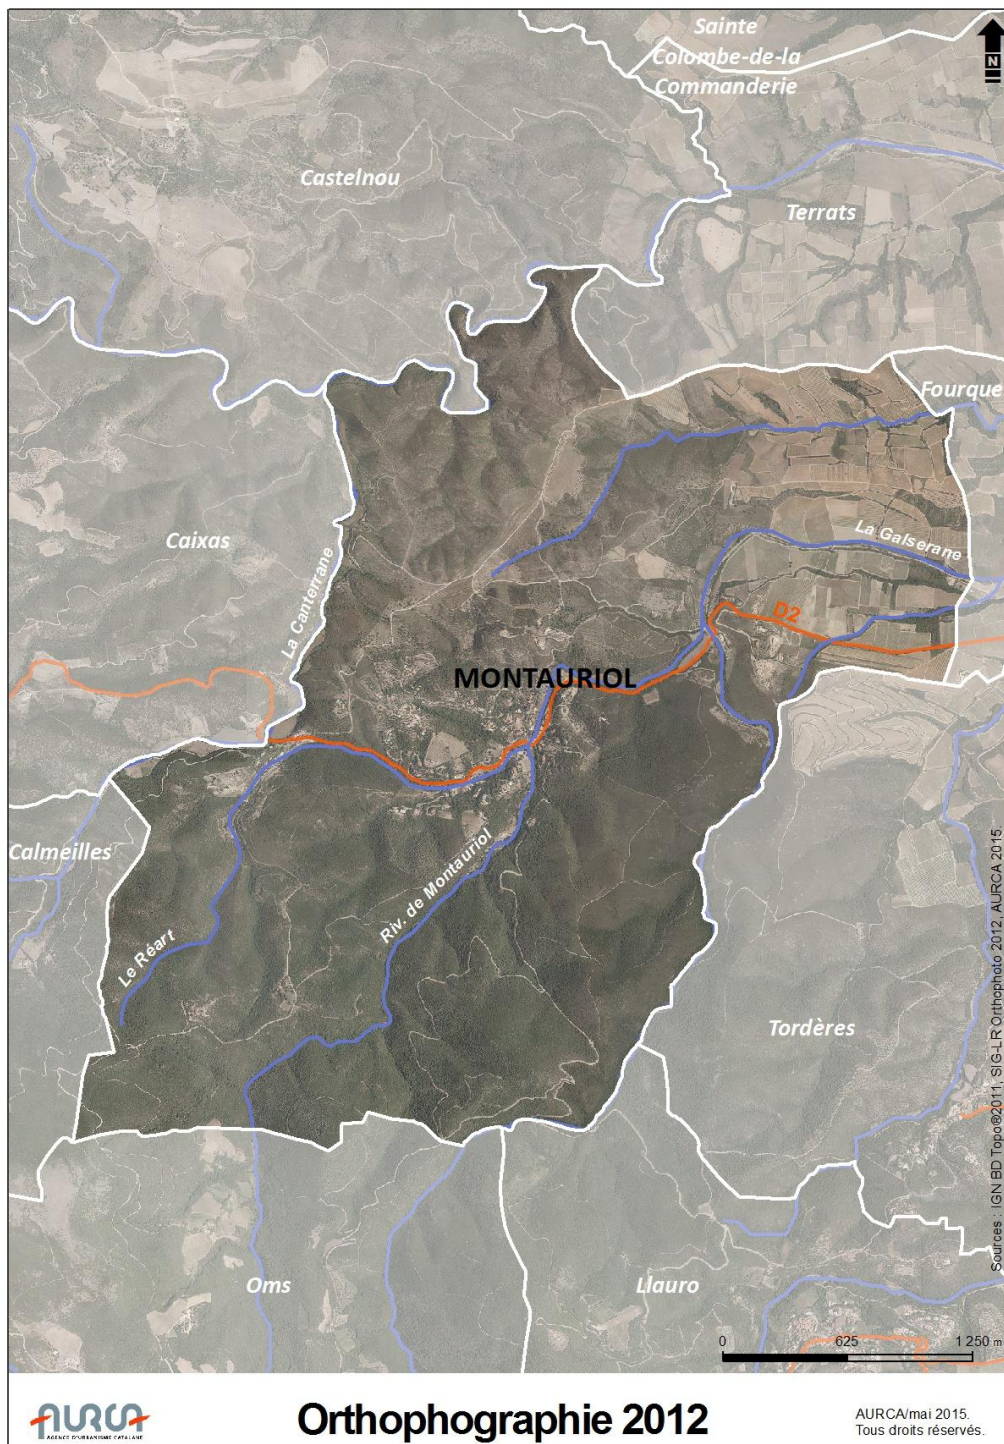 Sainte
Colombe-de-la
Commanderie
N
Castelnou
Terrats
Fourque
Caixas
La Canterrane
La Galserane
D2
MONTAURIOL
Calmeilles
Riv. de Montauriol
Le Réart
Tordères
Oms
Llauro
Sources : IGN BD Topo®2011, SIG-LR Orthophoto 2012, AURCA 2015
0 625 1 250 m
AURCA
AGENCE D'URBANISME CATALANE
Orthophographie 2012
AURCA/mai 2015.
Tous droits réservés.